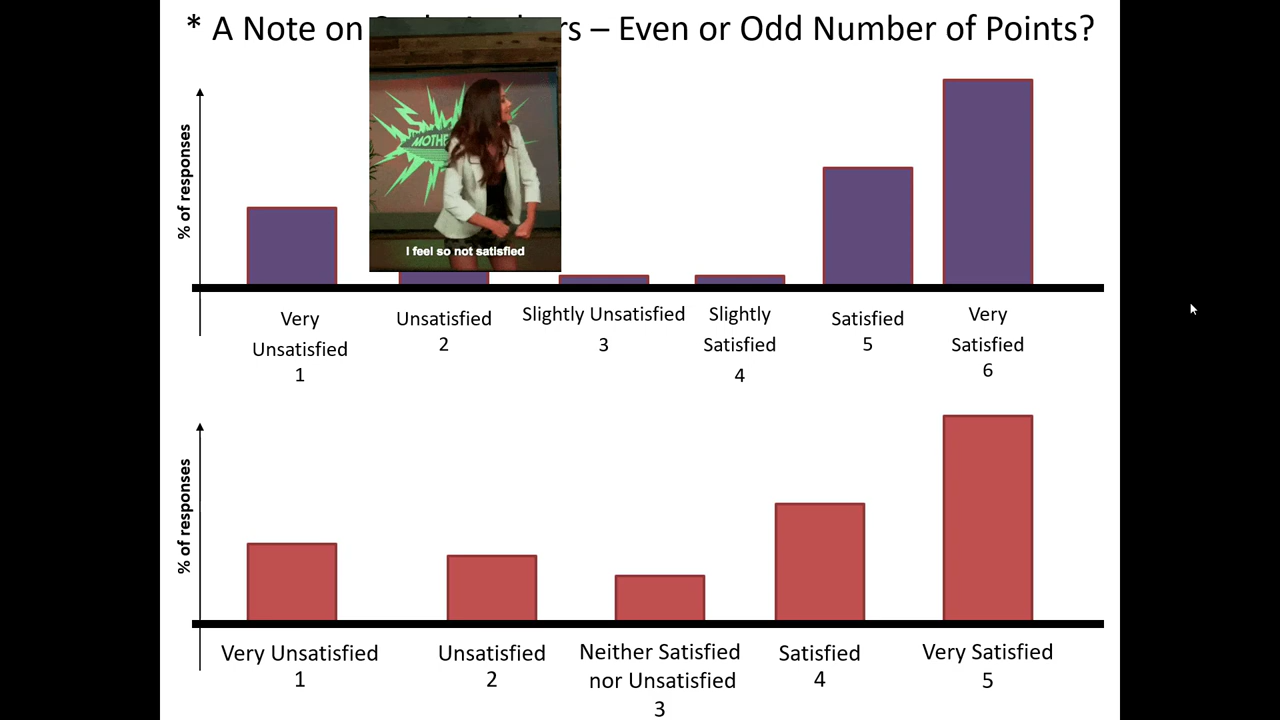 * A Note on
rs – Even or Odd Number of Points?
MOTHE
I feel so not satisfied
% of responses
Very
Unsatisfied
1
Unsatisfied
2
Slightly Unsatisfied
3
Slightly
Satisfied
4
Satisfied
5
Very
Satisfied
6
% of responses
Very Unsatisfied
1
Unsatisfied
2
Neither Satisfied
nor Unsatisfied
3
Satisfied
4
Very Satisfied
5